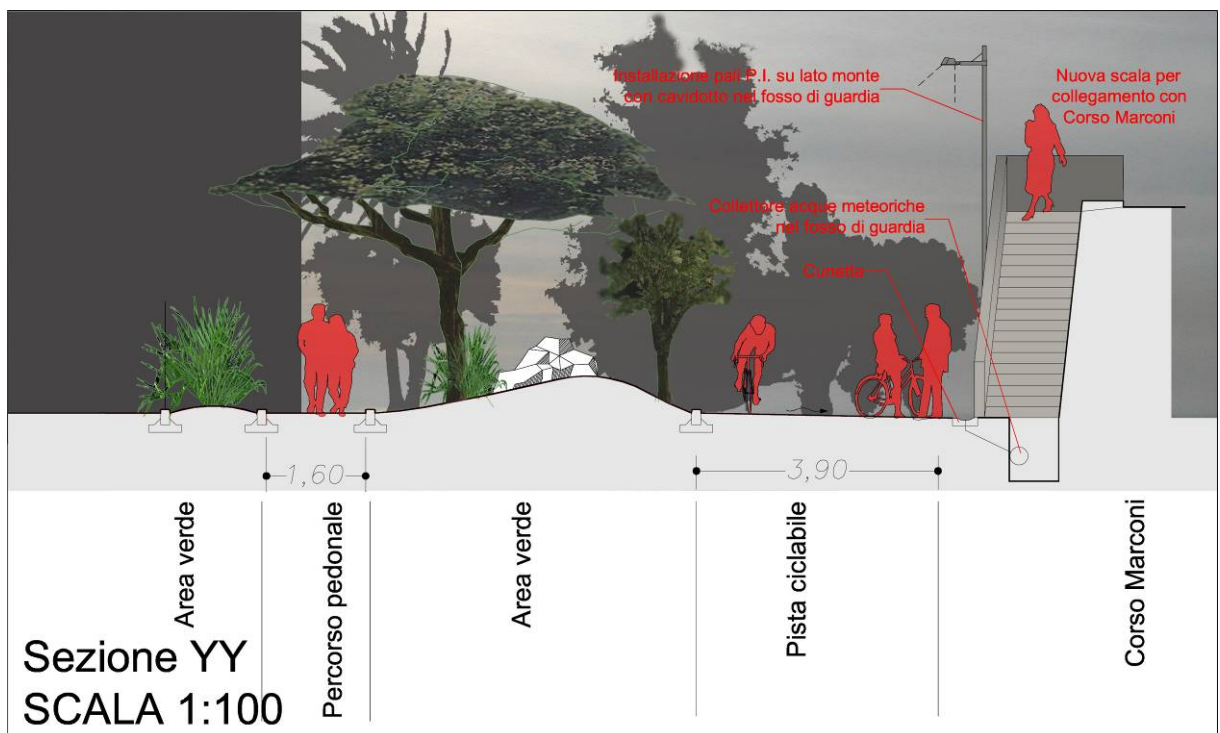 Installazione pali P.I. su lato monte
con cavidotto nel fosso di guardia
Nuova scala per
collegamento con
Corso Marconi
Collettore acque meteoriche
nel fosso di guardia
Cunetta
1,60
3,90
Area verde
Percorso pedonale
Area verde
Pista ciclabile
Corso Marconi
Sezione YY
SCALA 1:100